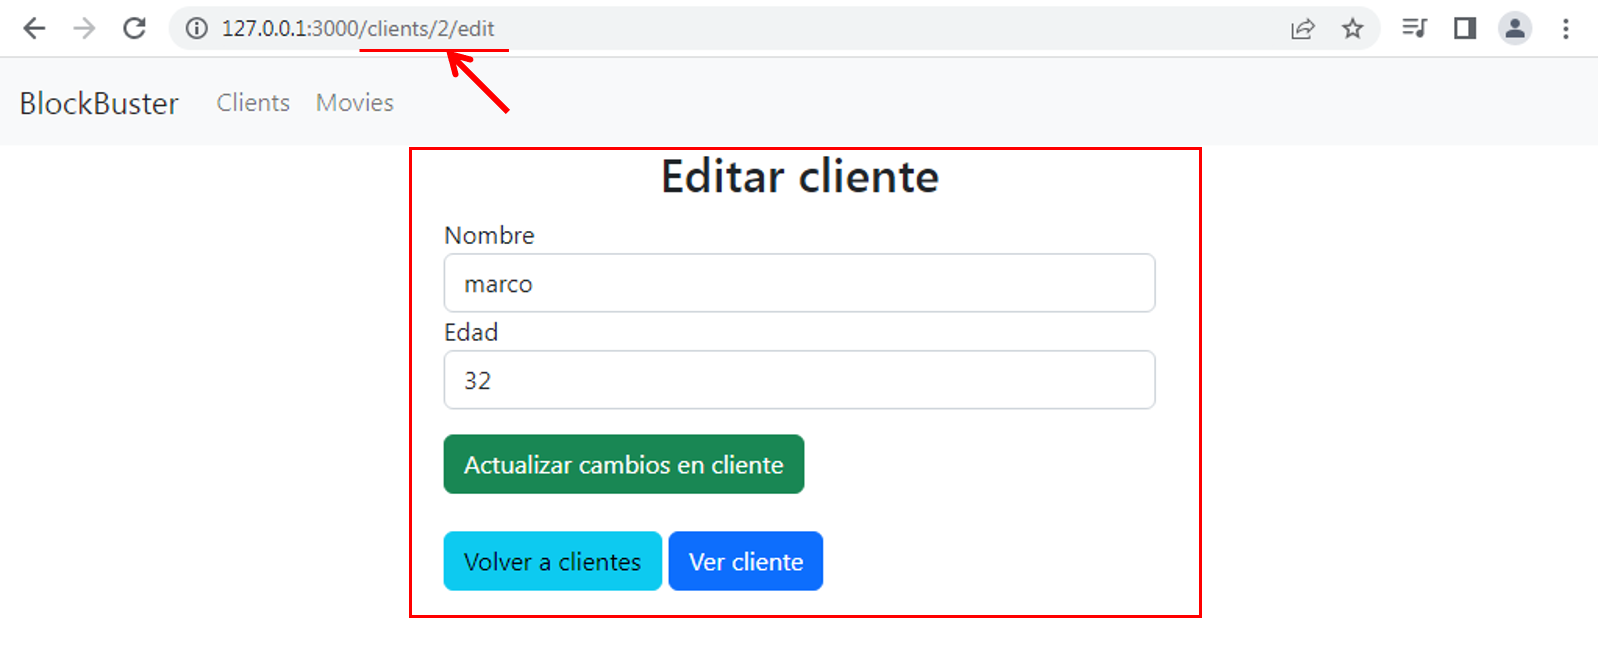 127.0.0.1:3000/clients/2/edit
BlockBuster Clients Movies
Editar cliente
Nombre
marco
Edad
32
Actualizar cambios en cliente
Volver a clientes Ver cliente